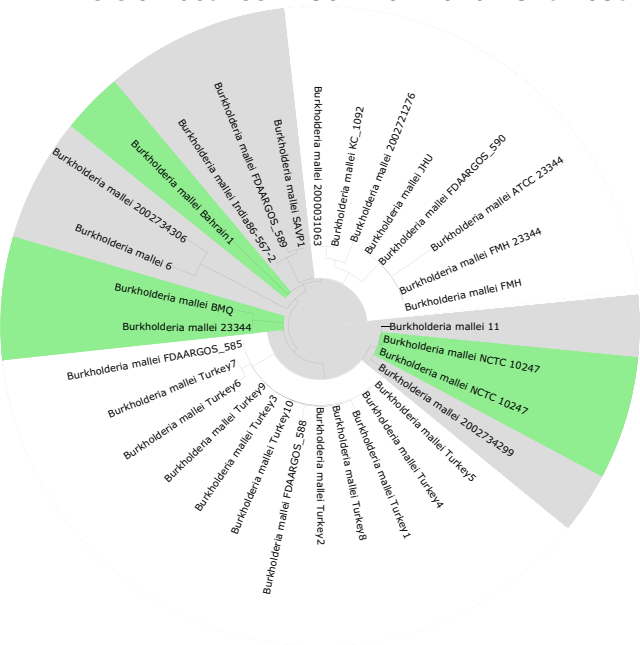 Burkholderia mallei 2000031063
Burkholderia mallei KC_1092
Burkholderia mallei 2002721276
Burkholderia mallei JHU
Burkholderia mallei FDAARGOS_590
Burkholderia mallei ATCC 23344
Burkholderia mallei FMH 23344
Burkholderia mallei FMH
Burkholderia mallei 11
Burkholderia mallei NCTC 10247
Burkholderia mallei NCTC 10247
Burkholderia mallei 2002734299
Burkholderia mallei Turkey5
Burkholderia mallei Turkey4
Burkholderia mallei Turkey1
Burkholderia mallei Turkey8
Burkholderia mallei Turkey2
Burkholderia mallei FDAARGOS_588
Burkholderia mallei Turkey10
Burkholderia mallei Turkey3
Burkholderia mallei Turkey9
Burkholderia mallei Turkey6
Burkholderia mallei Turkey7
Burkholderia mallei FDAARGOS_585
Burkholderia mallei 23344
Burkholderia mallei BMQ
Burkholderia mallei 6
Burkholderia mallei 2002734306
Burkholderia mallei Bahrain1
Burkholderia mallei India86-567-2
Burkholderia mallei FDAARGOS_589
Burkholderia mallei SAVP1